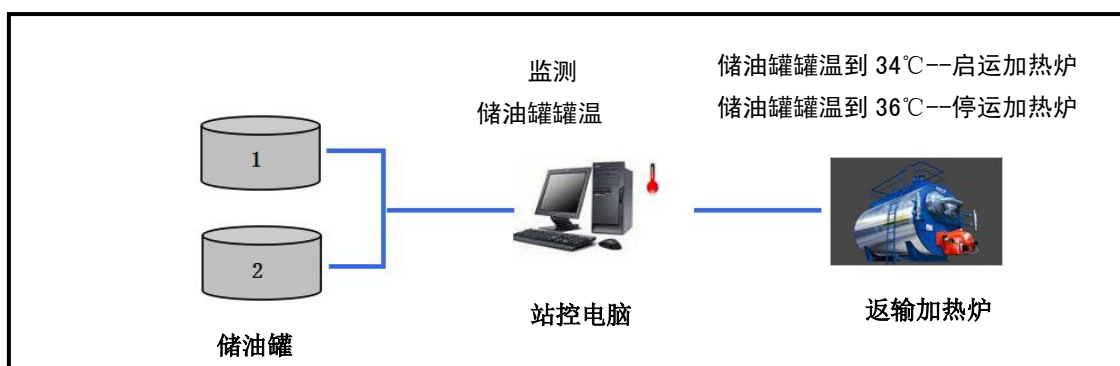 监测
储油罐罐温
储油罐罐温到 34℃--启运加热炉
储油罐罐温到 36℃--停运加热炉
1
2
储油罐
站控电脑
返输加热炉